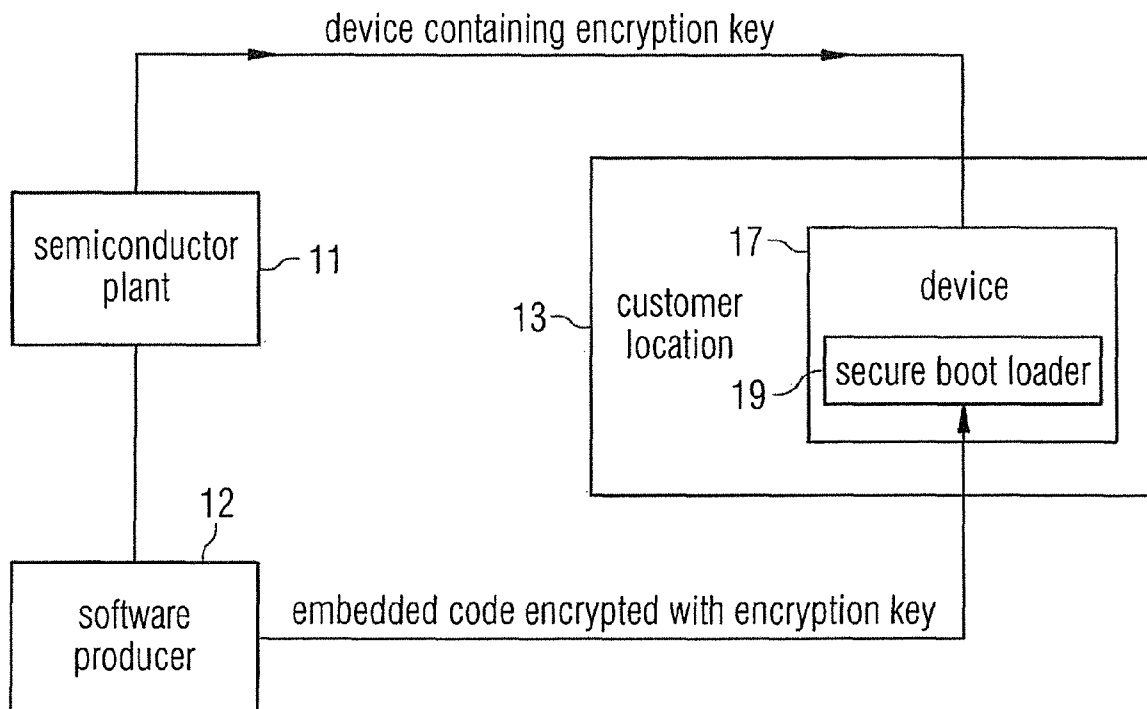 device containing encryption key
semiconductor
plant
11
17
device
13
customer
location
19
secure boot loader
12
software
producer
embedded code encrypted with encryption key